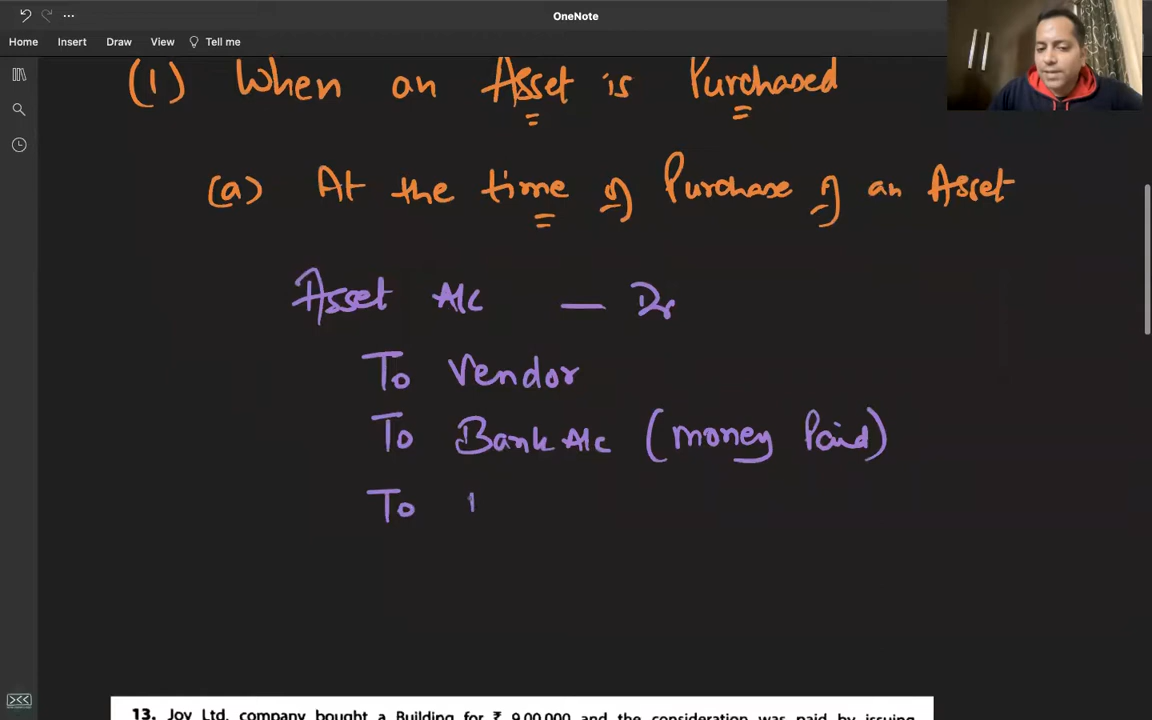 OneNote
Home Insert Draw View Tell me
(1) When an Asset is Purchased
(a) At the time of Purchase of an Asset
Asset A/c — Dr
To Vendor
To Bank A/c (money Paid)
To
13. Joy Ltd. company bought a Building for ₹ 9,00,000 and the consideration was paid by issuing